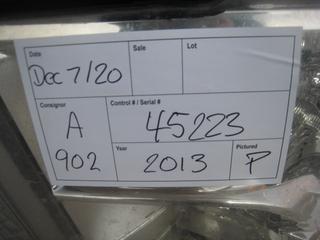 Date Sale Lot
Dec 7/20
Consignor Control # / Serial #
A 45223
Year Pictured
902 2013 P